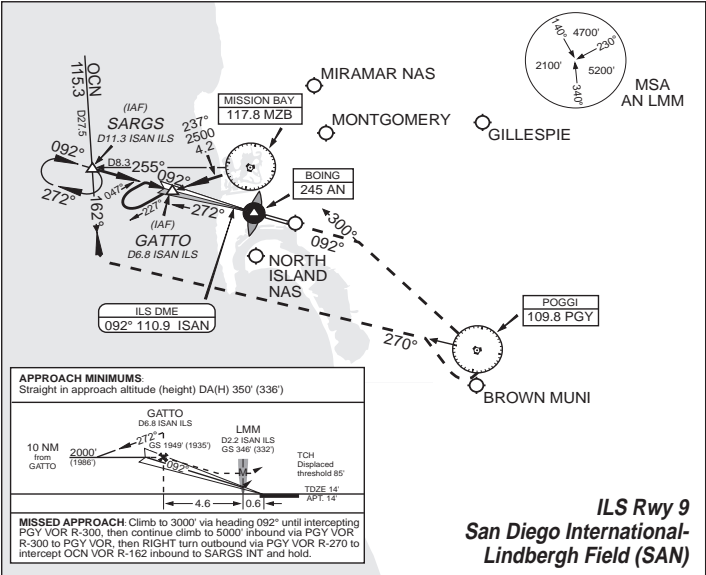 OCN
115.3
D27.5
(IAF)
SARGS
D11.3 ISAN ILS
092°
272°
162°
D8.3
255°
092°
047°
227°
272°
(IAF)
GATTO
D6.8 ISAN ILS
237°
2500
4.2
MISSION BAY
117.8 MZB
MIRAMAR NAS
MONTGOMERY
GILLESPIE
140°
4700'
230°
2100'
5200'
340°
MSA
AN LMM
BOING
245 AN
092°
300°
NORTH
ISLAND
NAS
ILS DME
092° 110.9 ISAN
270°
POGGI
109.8 PGY
BROWN MUNI
APPROACH MINIMUMS:
Straight in approach altitude (height) DA(H) 350' (336')
GATTO
D6.8 ISAN ILS
GS 1949' (1935')
272°
092°
10 NM
from
GATTO
2000'
(1986')
LMM
D2.2 ISAN ILS
GS 346' (332')
M
TCH
Displaced
threshold 85'
TDZE 14'
APT. 14'
4.6
0.6
MISSED APPROACH: Climb to 3000' via heading 092° until intercepting
PGY VOR R-300, then continue climb to 5000' inbound via PGY VOR
R-300 to PGY VOR, then RIGHT turn outbound via PGY VOR R-270 to
intercept OCN VOR R-162 inbound to SARGS INT and hold.
ILS Rwy 9
San Diego International-
Lindbergh Field (SAN)